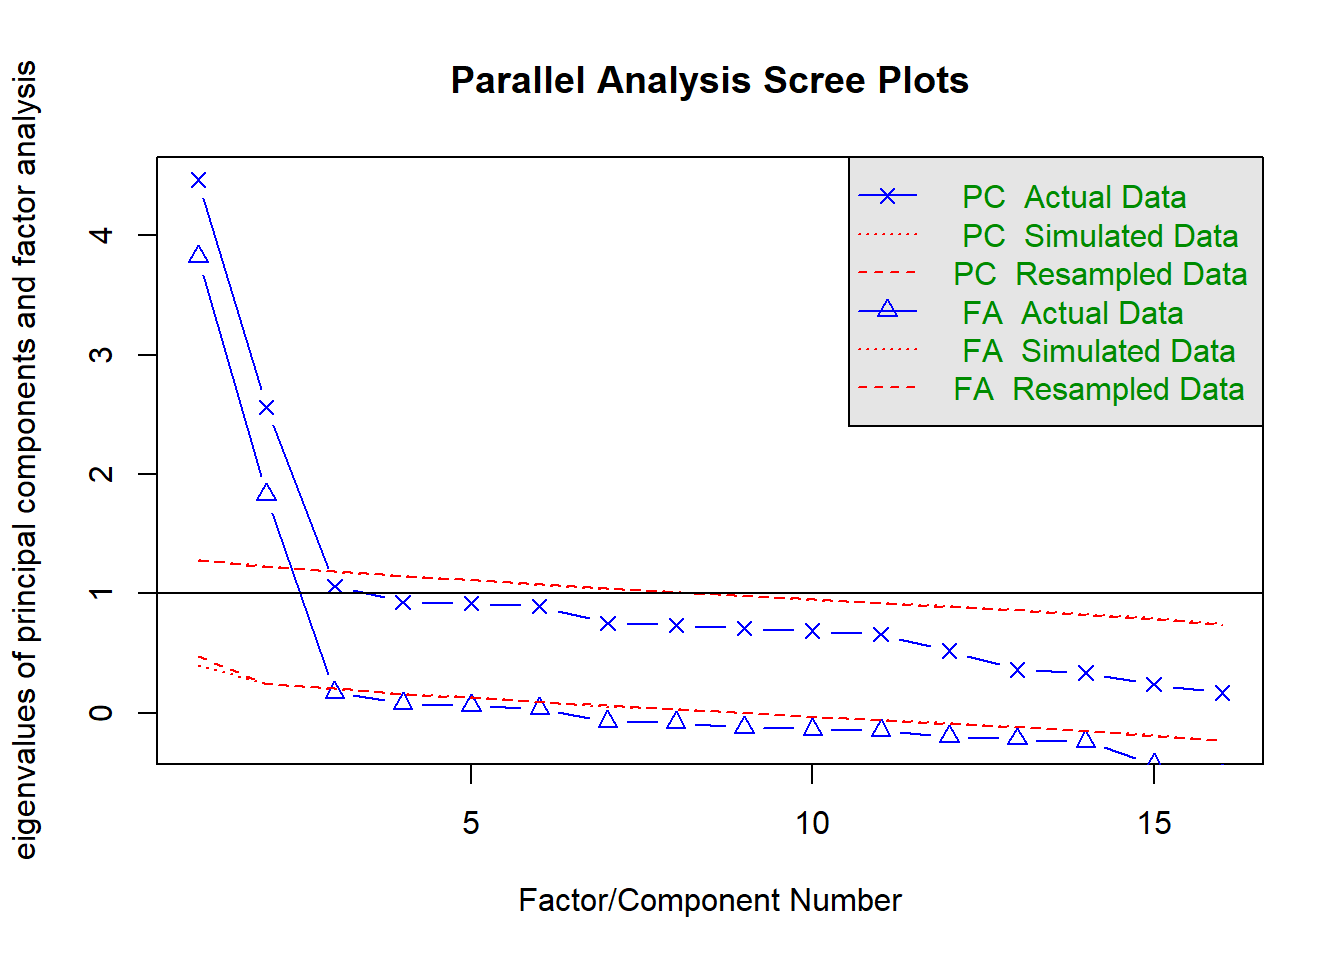 Parallel Analysis Scree Plots
eigenvalues of principal components and factor analysis
4
3
2
1
0
PC Actual Data
PC Simulated Data
PC Resampled Data
FA Actual Data
FA Simulated Data
FA Resampled Data
5 10 15
Factor/Component Number